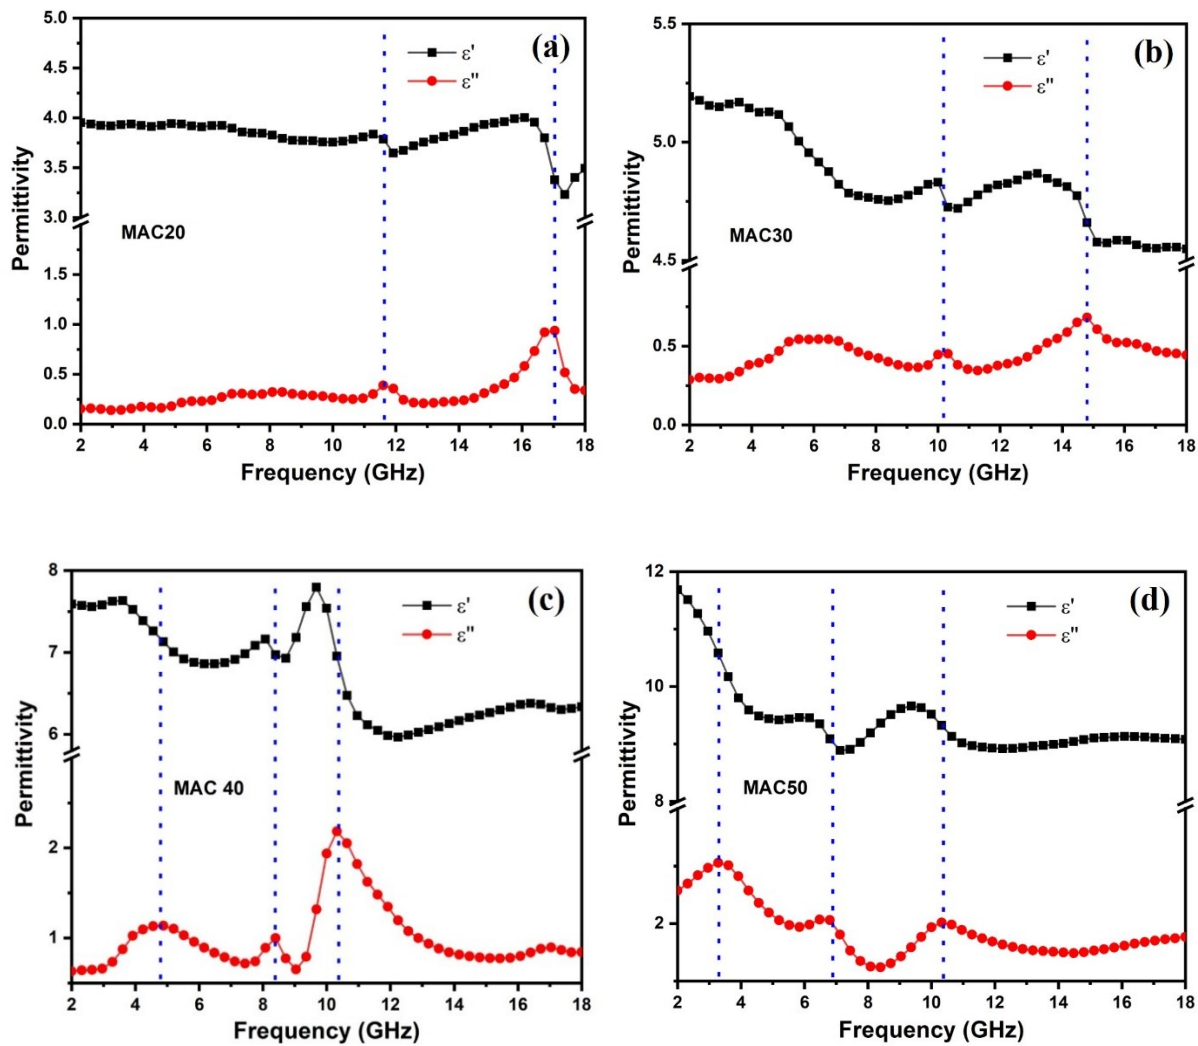 (a)
ε'
ε"
MAC20
Permittivity
5.0
4.5
4.0
3.5
3.0
1.5
1.0
0.5
0.0
2 4 6 8 10 12 14 16 18
Frequency (GHz)
(b)
ε'
ε"
MAC30
Permittivity
5.5
5.0
4.5
0.5
0.0
2 4 6 8 10 12 14 16 18
Frequency (GHz)
(c)
ε'
ε"
MAC 40
Permittivity
8
7
6
2
1
2 4 6 8 10 12 14 16 18
Frequency (GHz)
(d)
ε'
ε"
MAC50
Permittivity
12
10
8
2
2 4 6 8 10 12 14 16 18
Frequency (GHz)